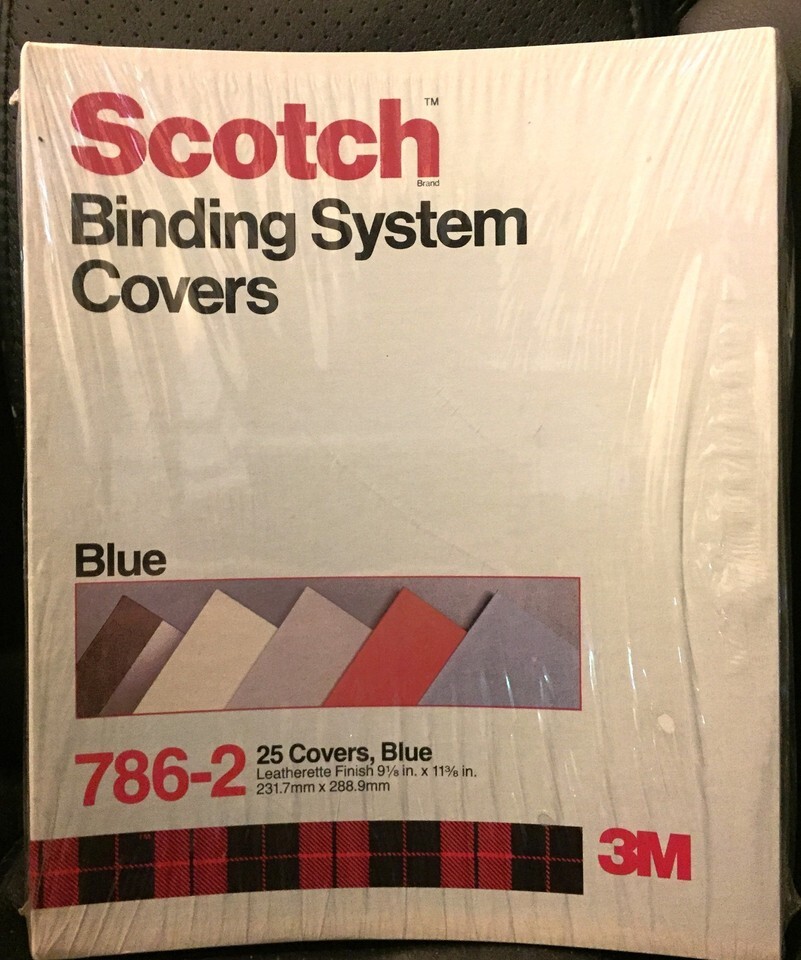 Scotch™
Brand
Binding System
Covers
Blue
786-2
25 Covers, Blue
Leatherette Finish 9⅛ in. x 11⅜ in.
231.7mm x 288.9mm
™
3M